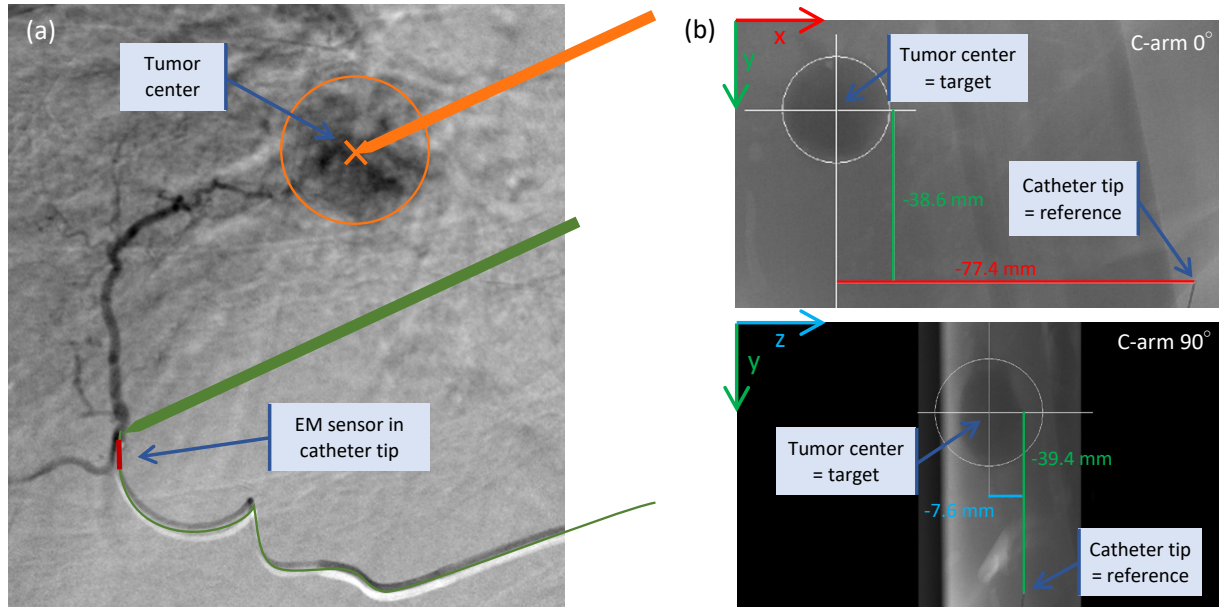 (a)
Tumor
center
EM sensor in
catheter tip
(b)
x
y
C-arm 0°
Tumor center
= target
-38.6 mm
Catheter tip
= reference
-77.4 mm
z
y
C-arm 90°
Tumor center
= target
-39.4 mm
-7.6 mm
Catheter tip
= reference